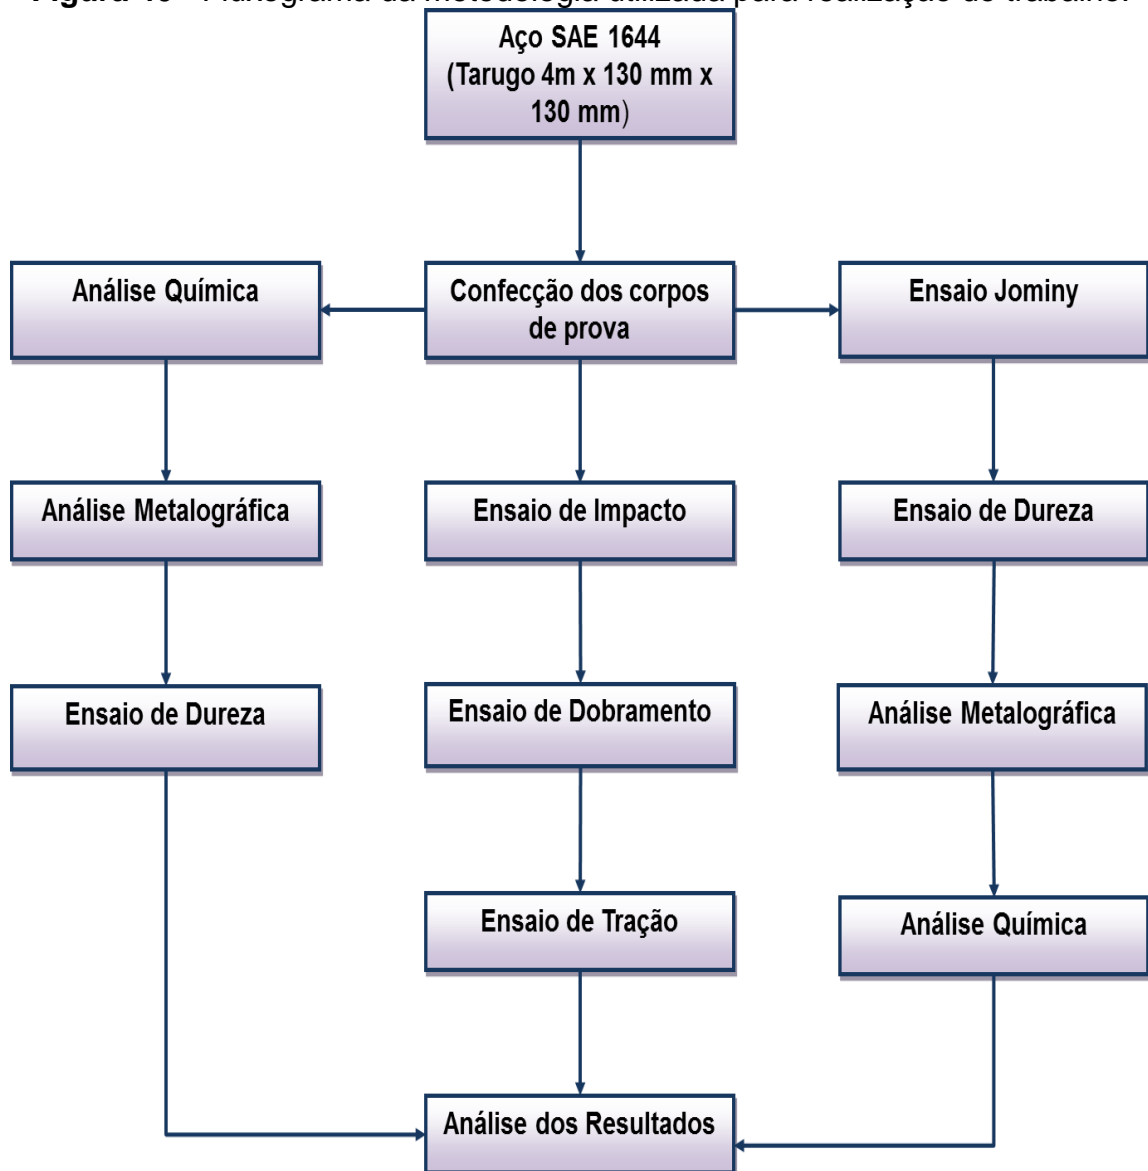 Aço SAE 1644
(Tarugo 4m x 130 mm x
130 mm)
Análise Química
Confecção dos corpos
de prova
Ensaio Jominy
Análise Metalográfica
Ensaio de Impacto
Ensaio de Dureza
Ensaio de Dureza
Ensaio de Dobramento
Análise Metalográfica
Ensaio de Tração
Análise Química
Análise dos Resultados